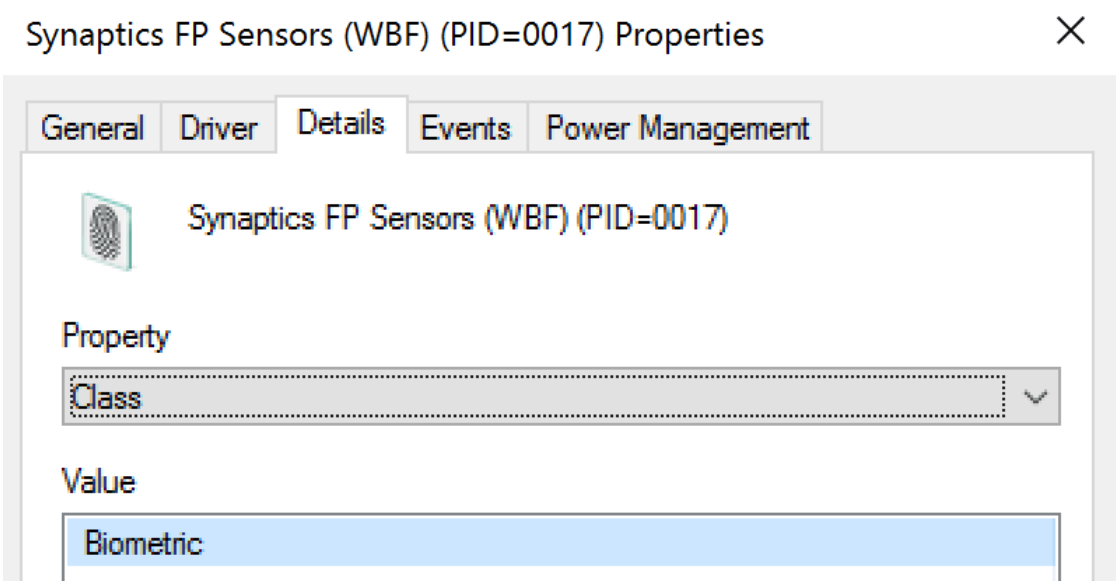 Synaptics FP Sensors (WBF) (PID=0017) Properties
General Driver Details Events Power Management
Synaptics FP Sensors (WBF) (PID=0017)
Property
Class
Value
Biometric